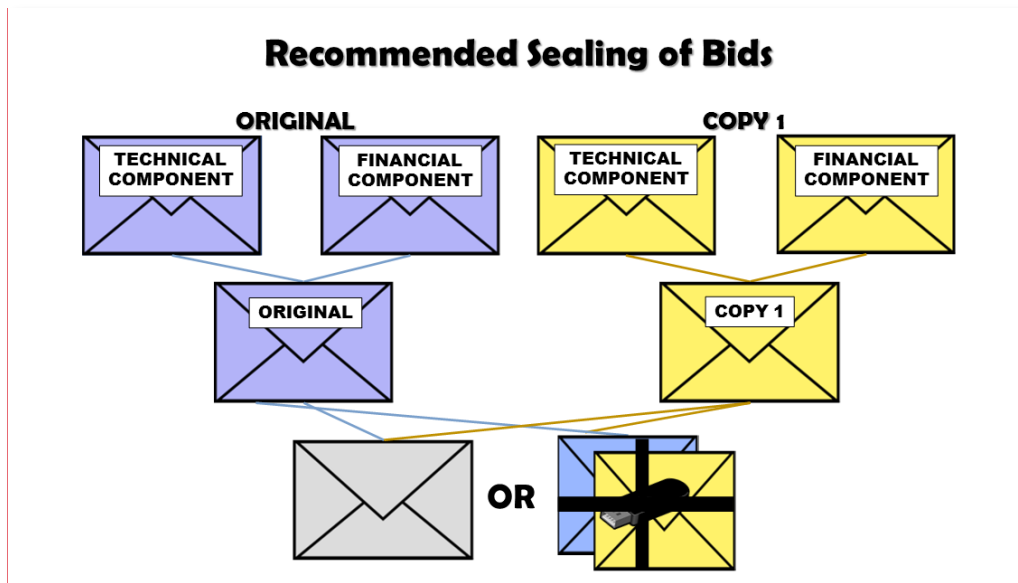 Recommended Sealing of Bids
ORIGINAL
COPY 1
TECHNICAL
COMPONENT
FINANCIAL
COMPONENT
TECHNICAL
COMPONENT
FINANCIAL
COMPONENT
ORIGINAL
COPY 1
OR